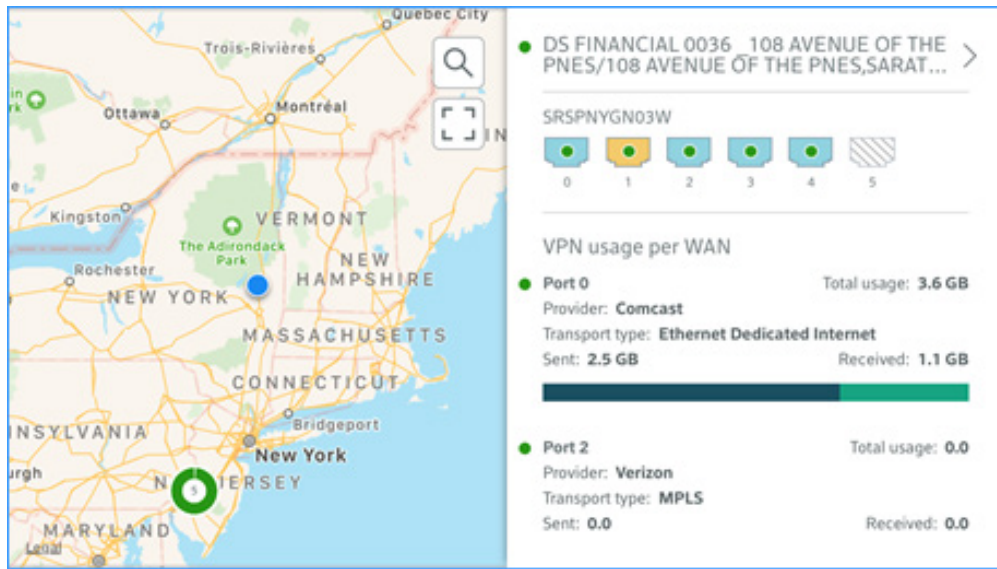 Quebec City
Trois-Rivières
Ottawa
Montréal
Kingston
VERMONT
The Adirondack
Park
NEW
HAMPSHIRE
Rochester
NEW YORK
MASSACHUSETTS
CONNECTICUT
Bridgeport
NSYLVANIA
New York
urgh
N
JERSEY
5
MARYLAND
Legal
DS FINANCIAL 0036 _108 AVENUE OF THE
PNES/108 AVENUE OF THE PNES,SARAT...
SRSPNYGN03W
0 1 2 3 4 5
VPN usage per WAN
Port 0 Total usage: 3.6 GB
Provider: Comcast
Transport type: Ethernet Dedicated Internet
Sent: 2.5 GB Received: 1.1 GB
Port 2 Total usage: 0.0
Provider: Verizon
Transport type: MPLS
Sent: 0.0 Received: 0.0